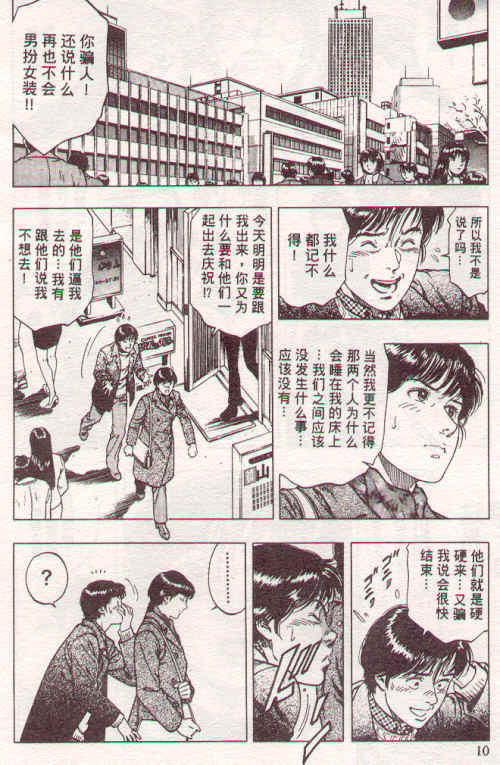 你骗人！
还说什么
再也不会
男扮女装!!
所以我不是
说了吗…
我什么
都记不
得！
今天明明是要跟
我出来，你又为
什么要和他们一
起出去庆祝!?
是他们逼我
去的…我有
跟他们说我
不想去！
当然我更不记得
那两个人为什么
会睡在我的床上
…我们之间应该
没发生什么事…
应该没有…
他们就是硬
硬来…又骗
我说会很快
结束…
…………
?
山
10